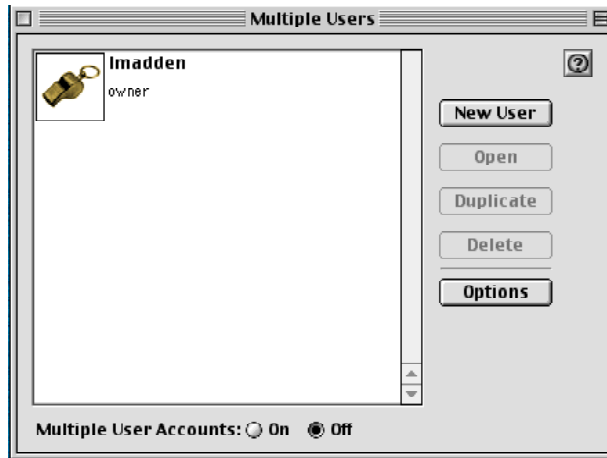 Multiple Users
lmadden
owner
New User
Open
Duplicate
Delete
Options
Multiple User Accounts: On Off